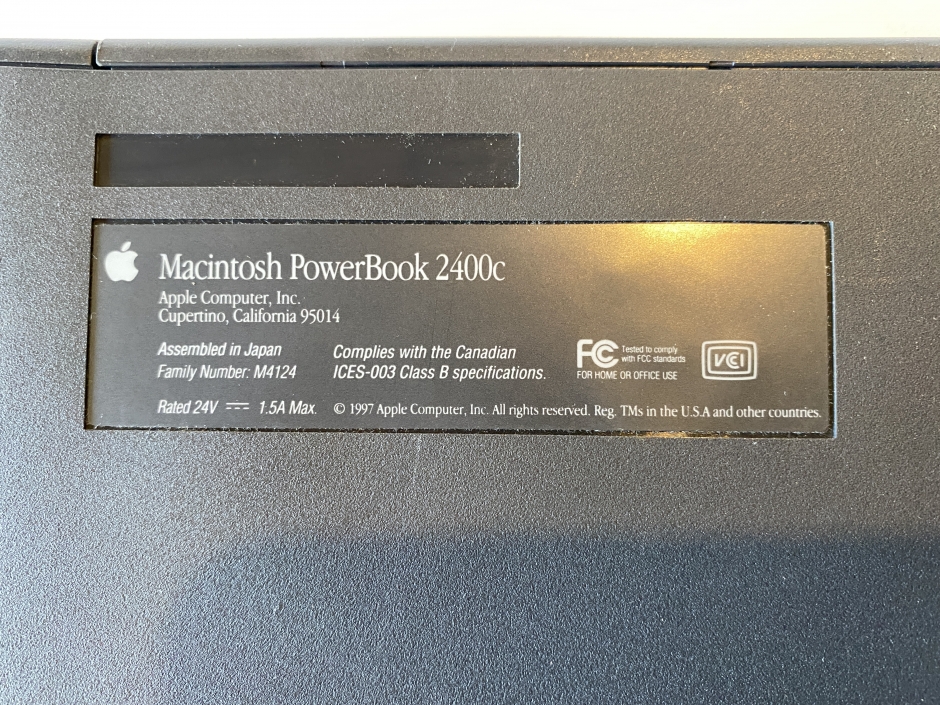 Macintosh PowerBook 2400c
Apple Computer, Inc.
Cupertino, California 95014
Assembled in Japan
Family Number: M4124
Complies with the Canadian
ICES-003 Class B specifications.
FC Tested to comply
with FCC standards
FOR HOME OR OFFICE USE
VCI
Rated 24V ⎓ 1.5A Max.
© 1997 Apple Computer, Inc. All rights reserved. Reg. TMs in the U.S.A and other countries.